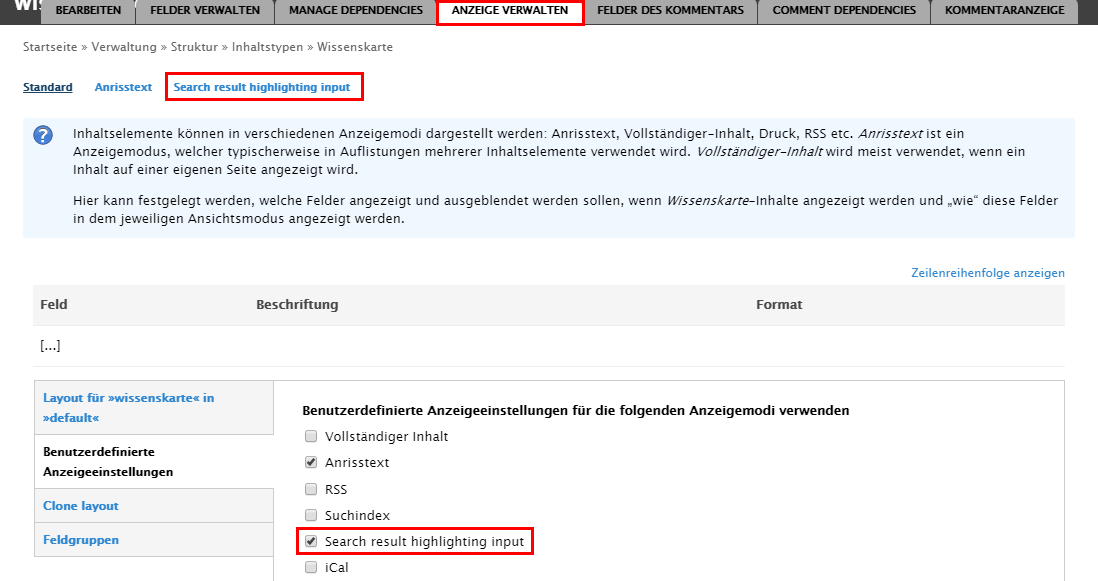 BEARBEITEN FELDER VERWALTEN MANAGE DEPENDENCIES ANZEIGE VERWALTEN FELDER DES KOMMENTARS COMMENT DEPENDENCIES KOMMENTARANZEIGE
Startseite » Verwaltung » Struktur » Inhaltstypen » Wissenskarte
Standard Anrisstext Search result highlighting input
Inhaltselemente können in verschiedenen Anzeigemodi dargestellt werden: Anrisstext, Vollständiger-Inhalt, Druck, RSS etc. Anrisstext ist ein
Anzeigemodus, welcher typischerweise in Auflistungen mehrerer Inhaltselemente verwendet wird. Vollständiger-Inhalt wird meist verwendet, wenn ein
Inhalt auf einer eigenen Seite angezeigt wird.
Hier kann festgelegt werden, welche Felder angezeigt und ausgeblendet werden sollen, wenn Wissenskarte-Inhalte angezeigt werden und „wie“ diese Felder
in dem jeweiligen Ansichtsmodus angezeigt werden.
Zeilenreihenfolge anzeigen
Feld Beschriftung Format
[...]
Layout für »wissenskarte« in
»default«
Benutzerdefinierte
Anzeigeeinstellungen
Clone layout
Feldgruppen
Benutzerdefinierte Anzeigeeinstellungen für die folgenden Anzeigemodi verwenden
Vollständiger Inhalt
Anrisstext
RSS
Suchindex
Search result highlighting input
iCal